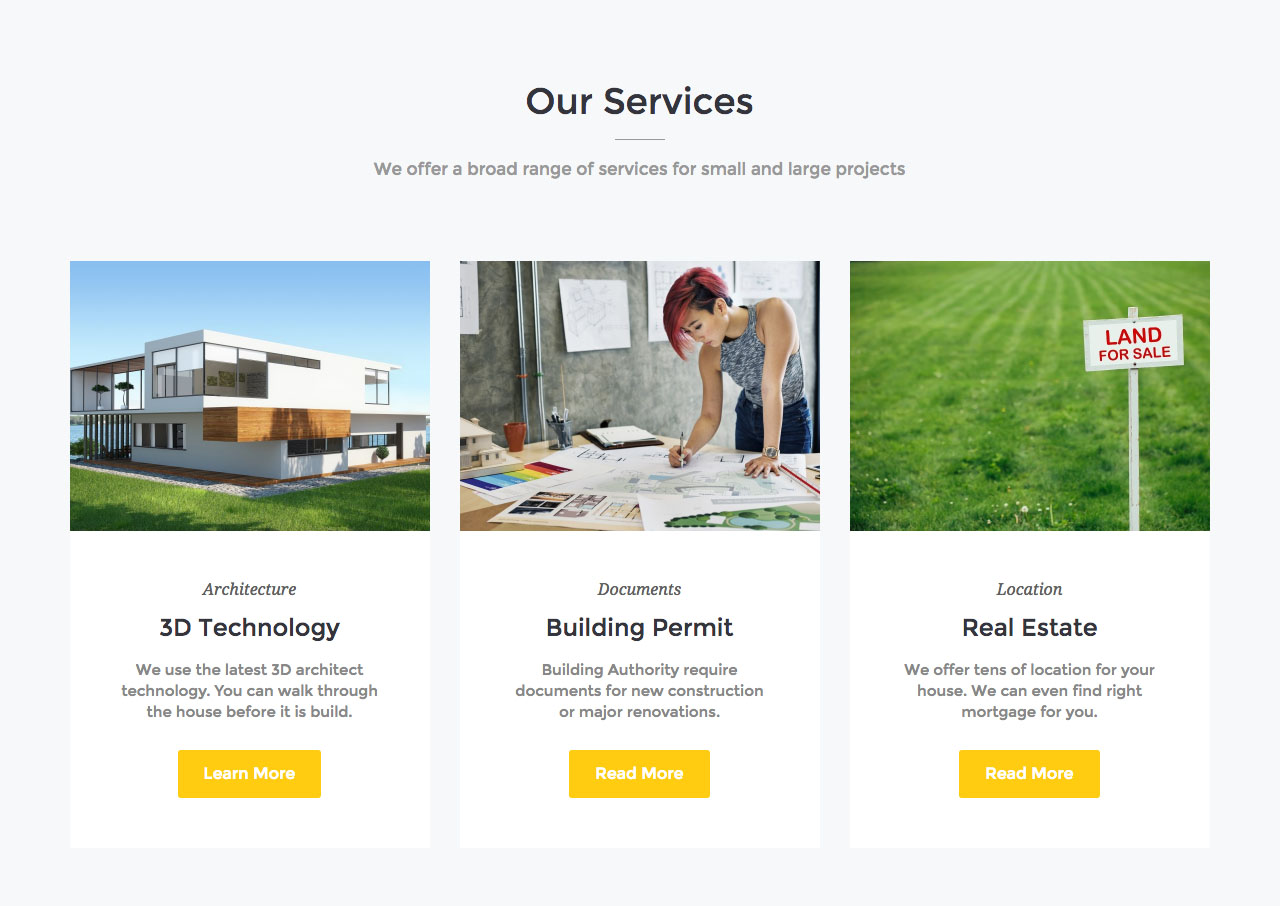 Our Services
We offer a broad range of services for small and large projects
LAND
FOR SALE
Architecture
3D Technology
We use the latest 3D architect
technology. You can walk through
the house before it is build.
Learn More
Documents
Building Permit
Building Authority require
documents for new construction
or major renovations.
Read More
Location
Real Estate
We offer tens of location for your
house. We can even find right
mortgage for you.
Read More